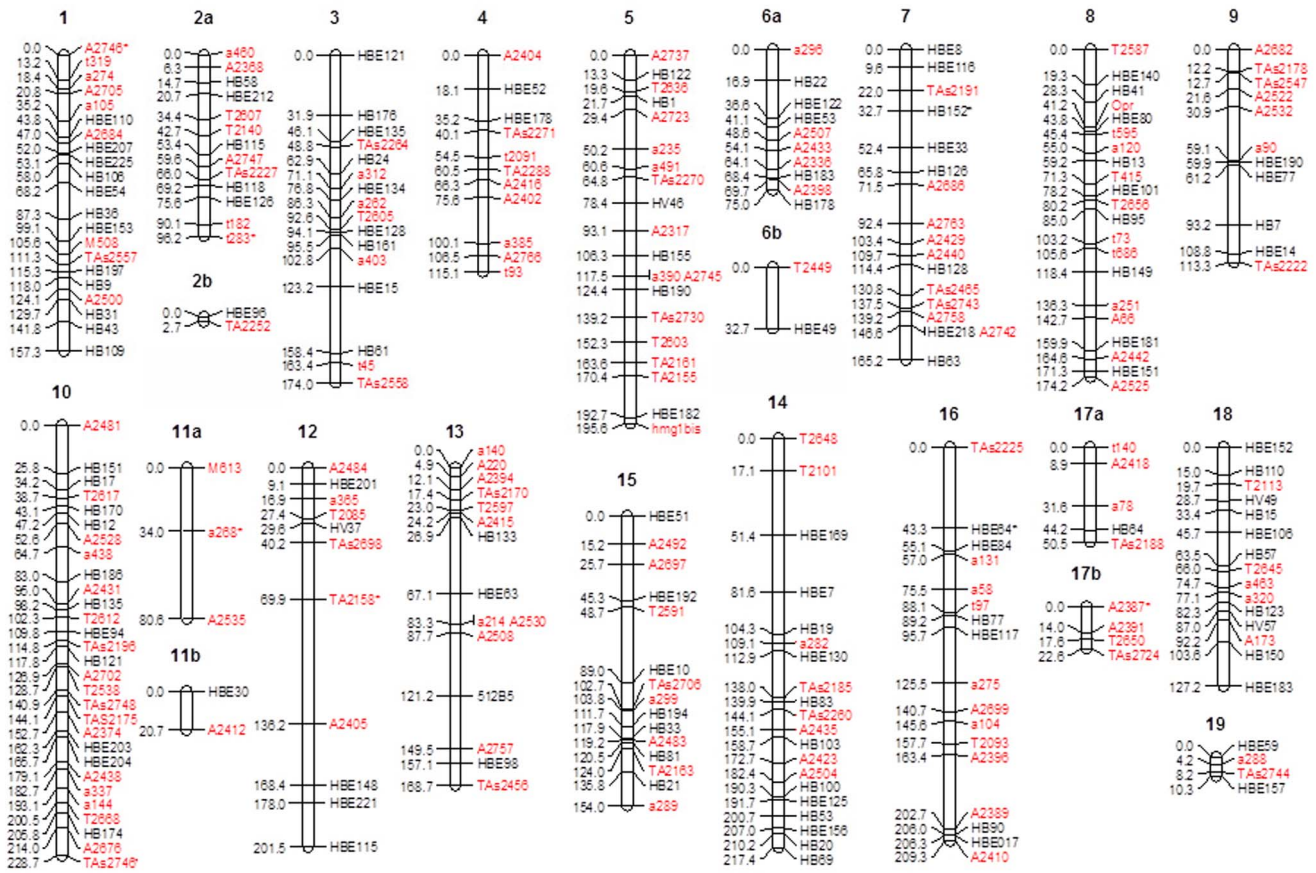 1
0.0 A2746*
13.2 t319
18.4 a274
20.8 A2705
35.2 a105
43.8 HBE110
47.0 A2684
52.0 HBE207
53.1 HBE225
58.0 HB106
68.2 HBE54
87.3 HB36
99.1 HBE153
105.6 M508
111.3 TAs2557
115.3 HB197
118.0 HB9
124.1 A2500
129.7 HB31
141.8 HB43
157.3 HB109
2a
0.0 a460
6.3 A2368
14.7 HB58
20.7 HBE212
34.4 T2607
42.7 T2140
53.4 HB115
59.6 A2747
66.0 TAs2227
69.2 HB118
75.6 HBE126
90.1 t182
96.2 t283*
2b
0.0 HBE96
2.7 TA2252
3
0.0 HBE121
31.9 HB176
46.1 HBE135
48.8 TAs2264
62.9 HB24
71.1 a312
76.8 HBE134
86.3 a262
92.6 T2605
94.1 HBE128
95.5 HB161
102.8 a403
123.2 HBE15
158.4 HB61
163.4 t45
174.0 TAs2558
4
0.0 A2404
18.1 HBE52
35.2 HBE178
40.1 TAs2271
54.5 t2091
60.5 TA2288
66.3 A2416
75.6 A2402
100.1 a385
106.5 A2766
115.1 t93
5
0.0 A2737
13.3 HB122
19.6 T2636
21.7 HB1
29.4 A2723
50.2 a235
60.6 a491
64.8 TAs2270
78.4 HV46
93.1 A2317
106.3 HB155
117.5 a390 A2745
124.4 HB190
139.2 TAs2730
152.3 T2603
163.6 TA2161
170.4 TA2155
192.7 HBE182
195.6 hmg1bis
6a
0.0 a296
16.9 HB22
36.6 HBE122
41.1 HBE53
48.6 A2507
54.1 A2433
64.1 A2336
68.4 HB183
69.7 A2398
75.0 HB178
6b
0.0 T2449
32.7 HBE49
7
0.0 HBE8
9.6 HBE116
22.0 TAs2191
32.7 HB152*
52.4 HBE33
65.8 HB126
71.5 A2686
92.4 A2763
103.4 A2429
109.7 A2440
114.4 HB128
130.8 TAs2465
137.5 TAs2743
139.2 A2758
146.6 HBE218 A2742
165.2 HB63
8
0.0 T2587
19.3 HBE140
28.3 HB41
41.2 Opr
43.8 HBE80
45.4 t595
55.0 a120
59.2 HB13
71.3 T415
78.2 HBE101
80.2 T2656
85.0 HB95
103.2 t73
105.6 t686
118.4 HB149
136.3 a251
142.7 A66
159.9 HBE181
164.6 A2442
171.3 HBE151
174.2 A2525
9
0.0 A2682
12.2 TAs2178
12.7 TAs2547
21.6 A2522
30.9 A2532
59.1 a90
59.9 HBE190
61.2 HBE77
93.2 HB7
108.8 HBE14
113.3 TAs2222
10
0.0 A2481
25.8 HB151
34.2 HB17
38.7 T2617
43.1 HB170
47.2 HB12
52.6 A2528
64.7 a438
83.0 HB186
95.0 A2431
98.2 HB135
102.3 T2612
109.8 HBE94
114.8 TAs2196
117.8 HB121
126.9 A2702
128.7 T2538
140.9 TAs2748
144.1 TAS2175
152.7 A2374
162.3 HBE203
165.7 HBE204
179.1 A2438
182.7 a337
193.1 a144
200.5 T2668
205.8 HB174
214.0 A2676
228.7 TAs2746*
11a
0.0 M613
34.0 a268*
80.6 A2535
11b
0.0 HBE30
20.7 A2412
12
0.0 A2484
9.1 HBE201
16.9 a365
27.4 T2085
29.6 HV37
40.2 TAs2698
69.9 TA2158*
136.2 A2405
168.4 HBE148
178.0 HBE221
201.5 HBE115
13
0.0 a140
4.9 A220
12.1 A2394
17.4 TAs2170
23.0 T2597
24.2 A2415
26.9 HB133
67.1 HBE63
83.3 a214 A2530
87.7 A2508
121.2 512B5
149.5 A2757
157.1 HBE98
168.7 TAs2456
15
0.0 HBE51
15.2 A2492
25.7 A2697
45.3 HBE192
48.7 T2591
89.0 HBE10
102.7 TAs2706
103.8 a299
111.7 HB194
117.9 HB33
119.2 A2483
120.5 HB81
124.0 TA2163
135.8 HB21
154.0 a289
14
0.0 T2648
17.1 T2101
51.4 HBE169
81.6 HBE7
104.3 HB19
109.1 a282
112.9 HBE130
138.0 TAs2185
139.9 HB83
144.1 TAs2260
155.1 A2435
158.7 HB103
172.7 A2423
182.4 A2504
190.3 HB100
191.7 HBE125
200.7 HB53
207.0 HBE156
210.2 HB20
217.4 HB69
16
0.0 TAs2225
43.3 HBE64*
55.1 HBE84
57.0 a131
75.5 a58
88.1 t97
89.2 HB77
95.7 HBE117
125.5 a275
140.7 A2699
145.6 a104
157.7 T2093
163.4 A2396
202.7 A2389
206.0 HB90
206.3 HBE017
209.3 A2410
17a
0.0 t140
8.9 A2418
31.6 a78
44.2 HB64
50.5 TAs2188
17b
0.0 A2387*
14.0 A2391
17.6 T2650
22.6 TAs2724
18
0.0 HBE152
15.0 HB110
19.7 T2113
28.7 HV49
33.4 HB15
45.7 HBE106
63.5 HB57
66.0 T2645
74.7 a463
77.1 a320
82.3 HB123
87.0 HV57
92.2 A173
103.6 HB150
127.2 HBE183
19
0.0 HBE59
4.2 a288
8.2 TAs2744
10.3 HBE157